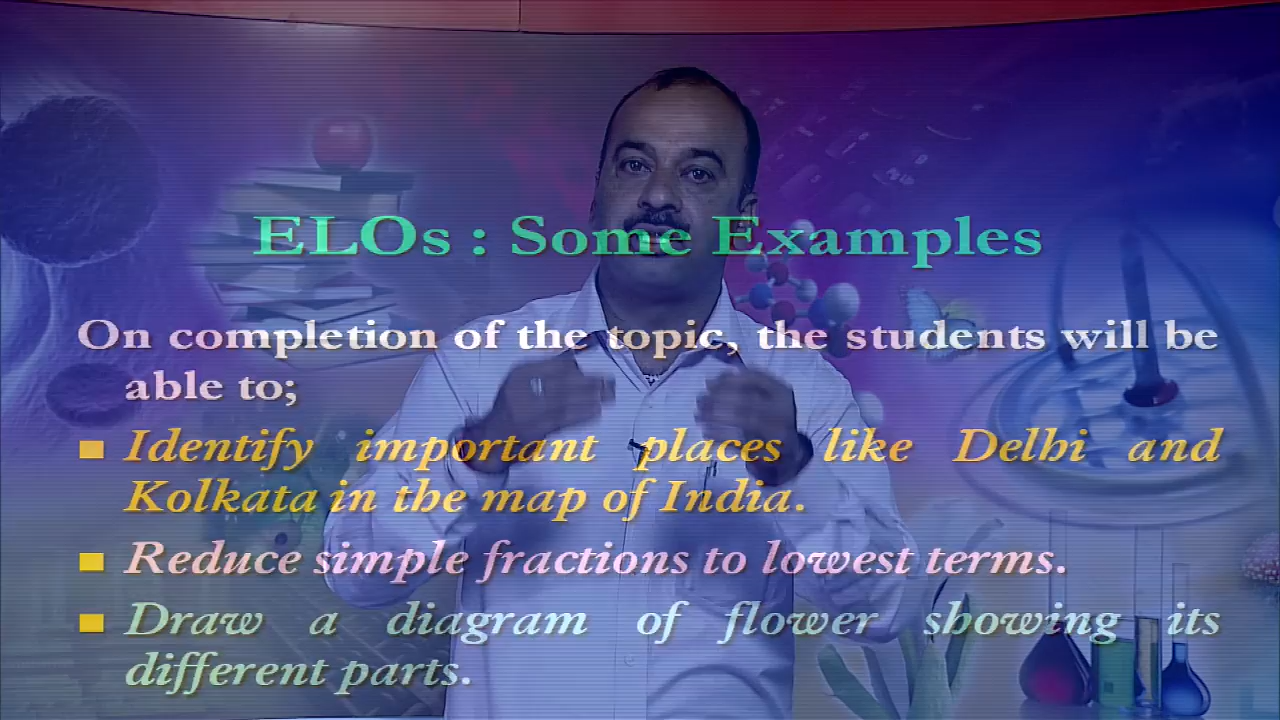 ELOs : Some Examples
On completion of the topic, the students will be
able to;
Identify important places like Delhi and
Kolkata in the map of India.
Reduce simple fractions to lowest terms.
Draw a diagram of flower showing its
different parts.